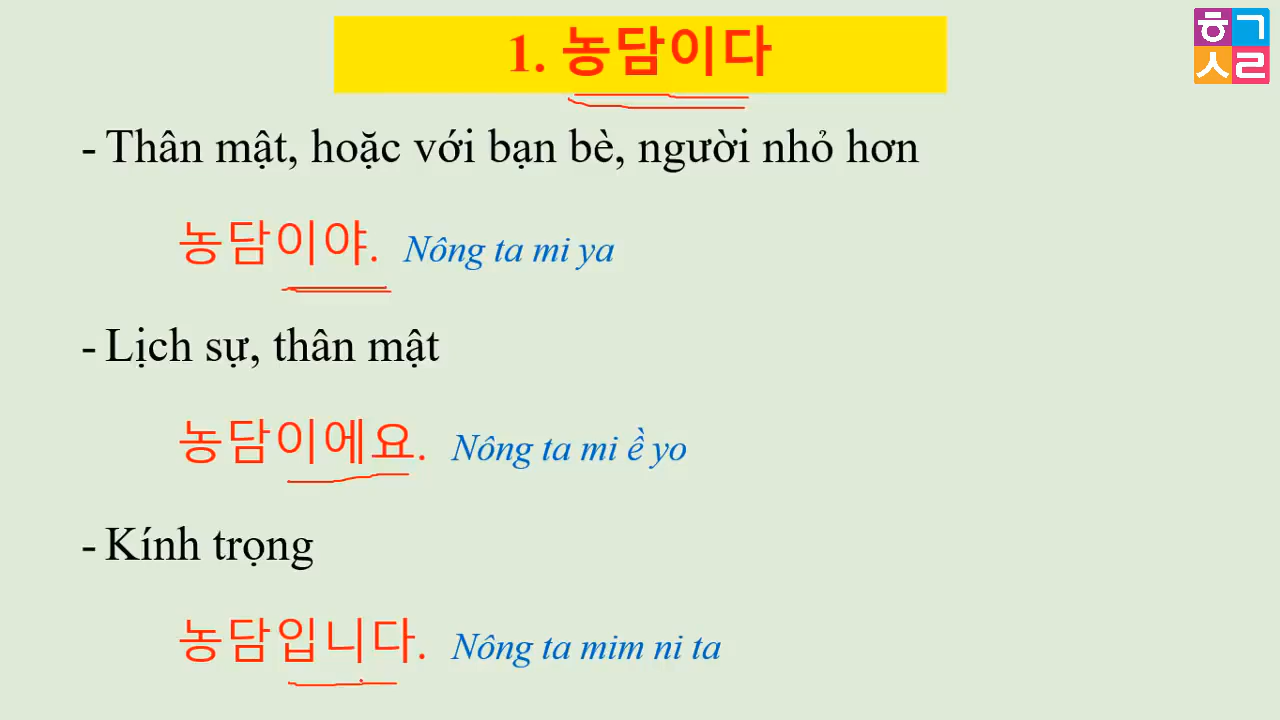 1. 농담이다
ㅎㄱ
ㅅㄹ
- Thân mật, hoặc với bạn bè, người nhỏ hơn
농담이야. Nông ta mi ya
- Lịch sự, thân mật
농담이에요. Nông ta mi ề yo
- Kính trọng
농담입니다. Nông ta mim ni ta